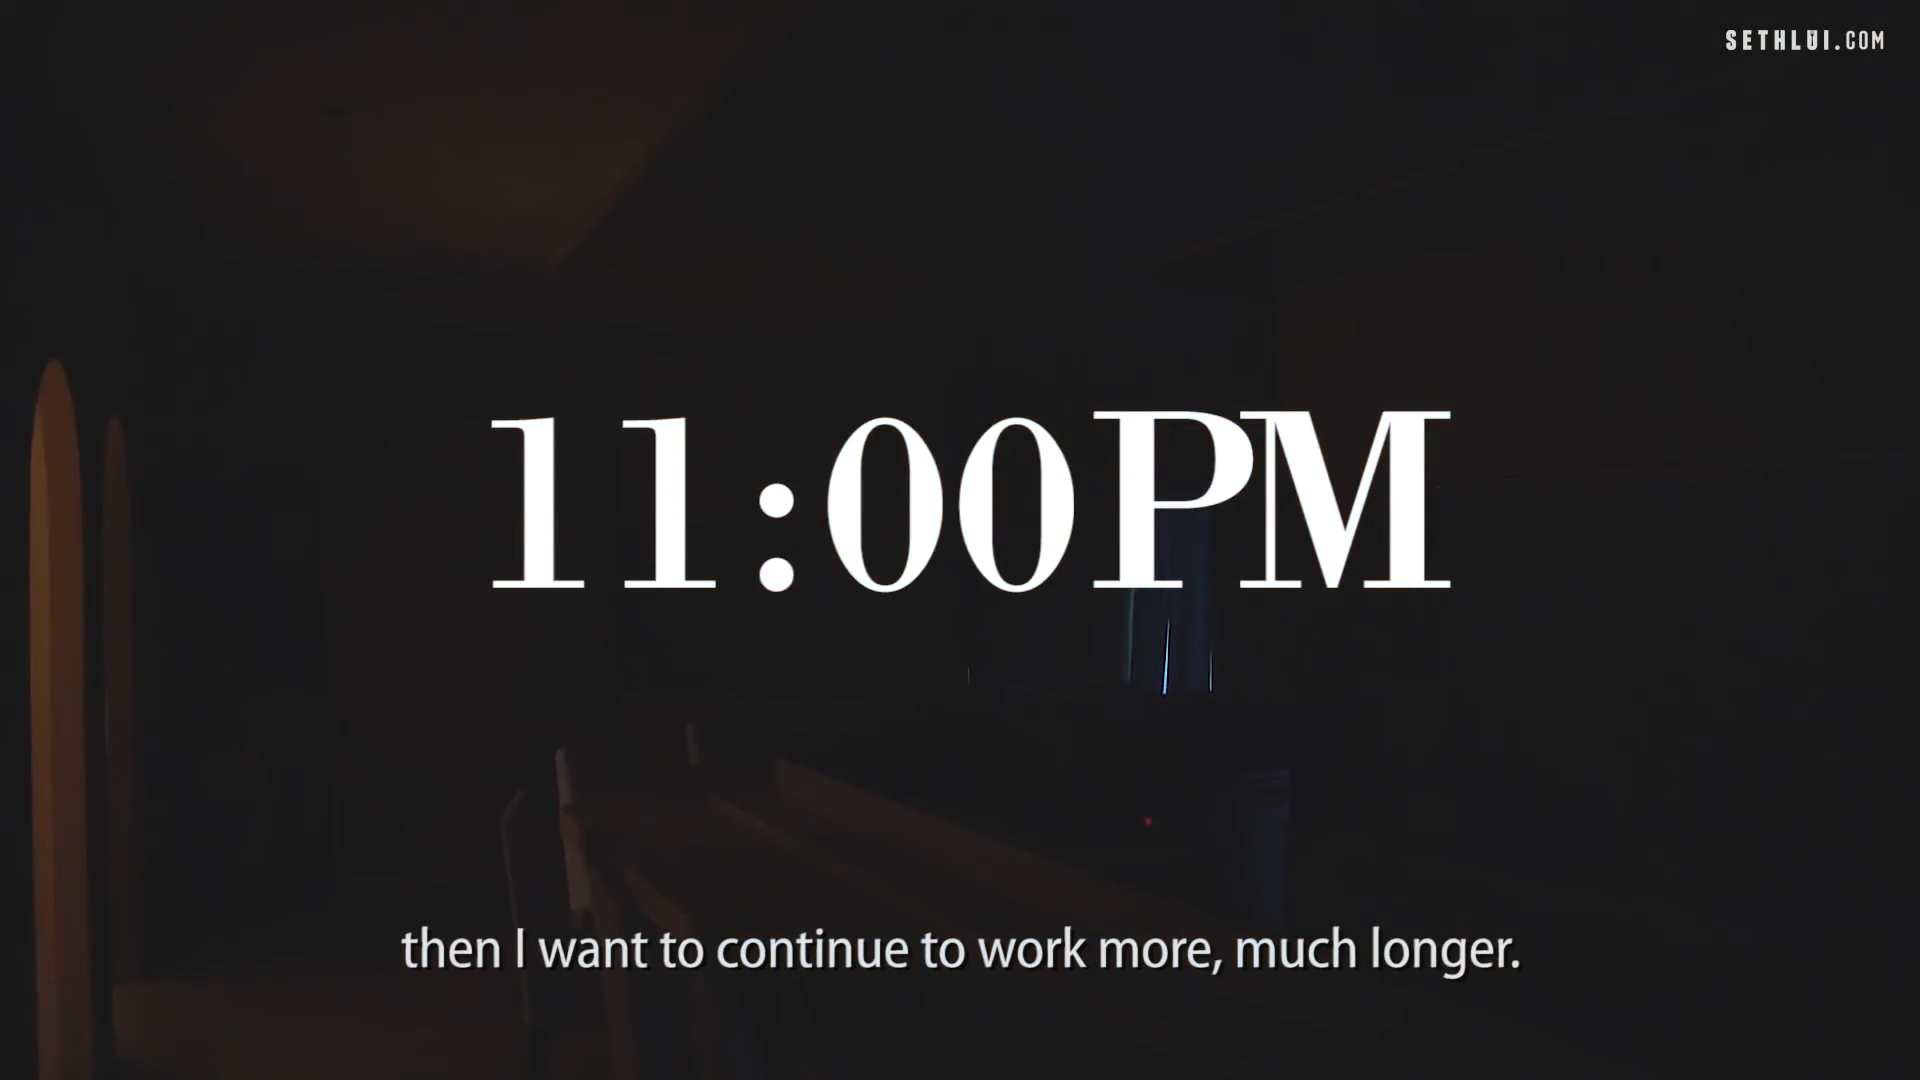 SETHLUI.COM
11:00PM
then I want to continue to work more, much longer.